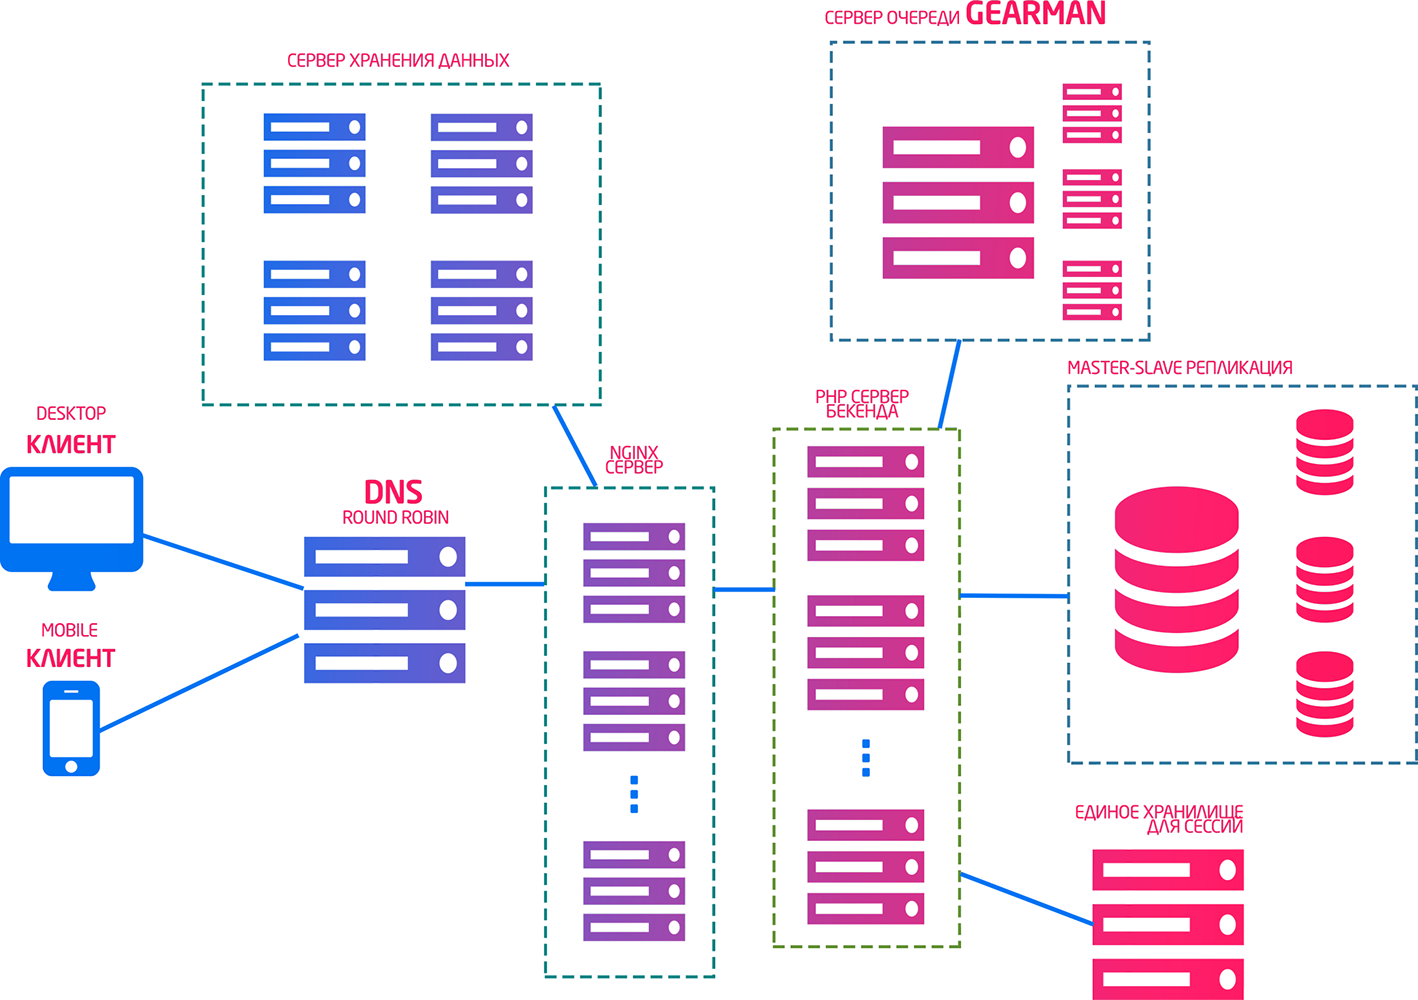 СЕРВЕР ОЧЕРЕДИ GEARMAN
СЕРВЕР ХРАНЕНИЯ ДАННЫХ
MASTER-SLAVE РЕПЛИКАЦИЯ
PHP СЕРВЕР
БЕКЕНДА
DESKTOP
КЛИЕНТ
NGINX
СЕРВЕР
DNS
ROUND ROBIN
MOBILE
КЛИЕНТ
ЕДИНОЕ ХРАНИЛИЩЕ
ДЛЯ СЕССИЙ